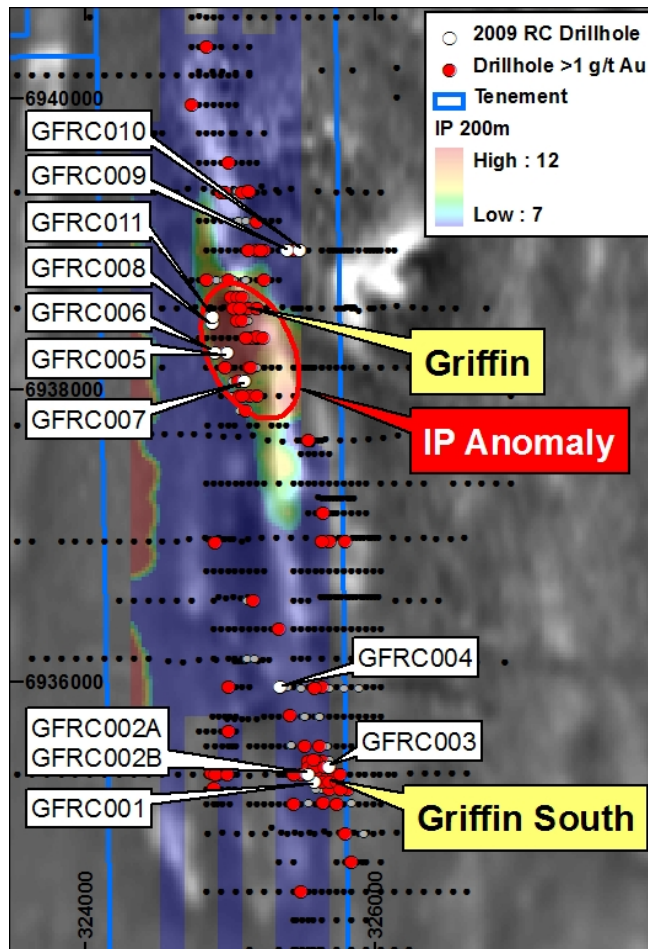 2009 RC Drillhole
Drillhole >1 g/t Au
Tenement
IP 200m
High : 12
Low : 7
6940000
GFRC010
GFRC009
GFRC011
GFRC008
GFRC006
GFRC005
6938000
GFRC007
Griffin
IP Anomaly
GFRC004
6936000
GFRC002A
GFRC002B
GFRC003
GFRC001
Griffin South
324000
326000